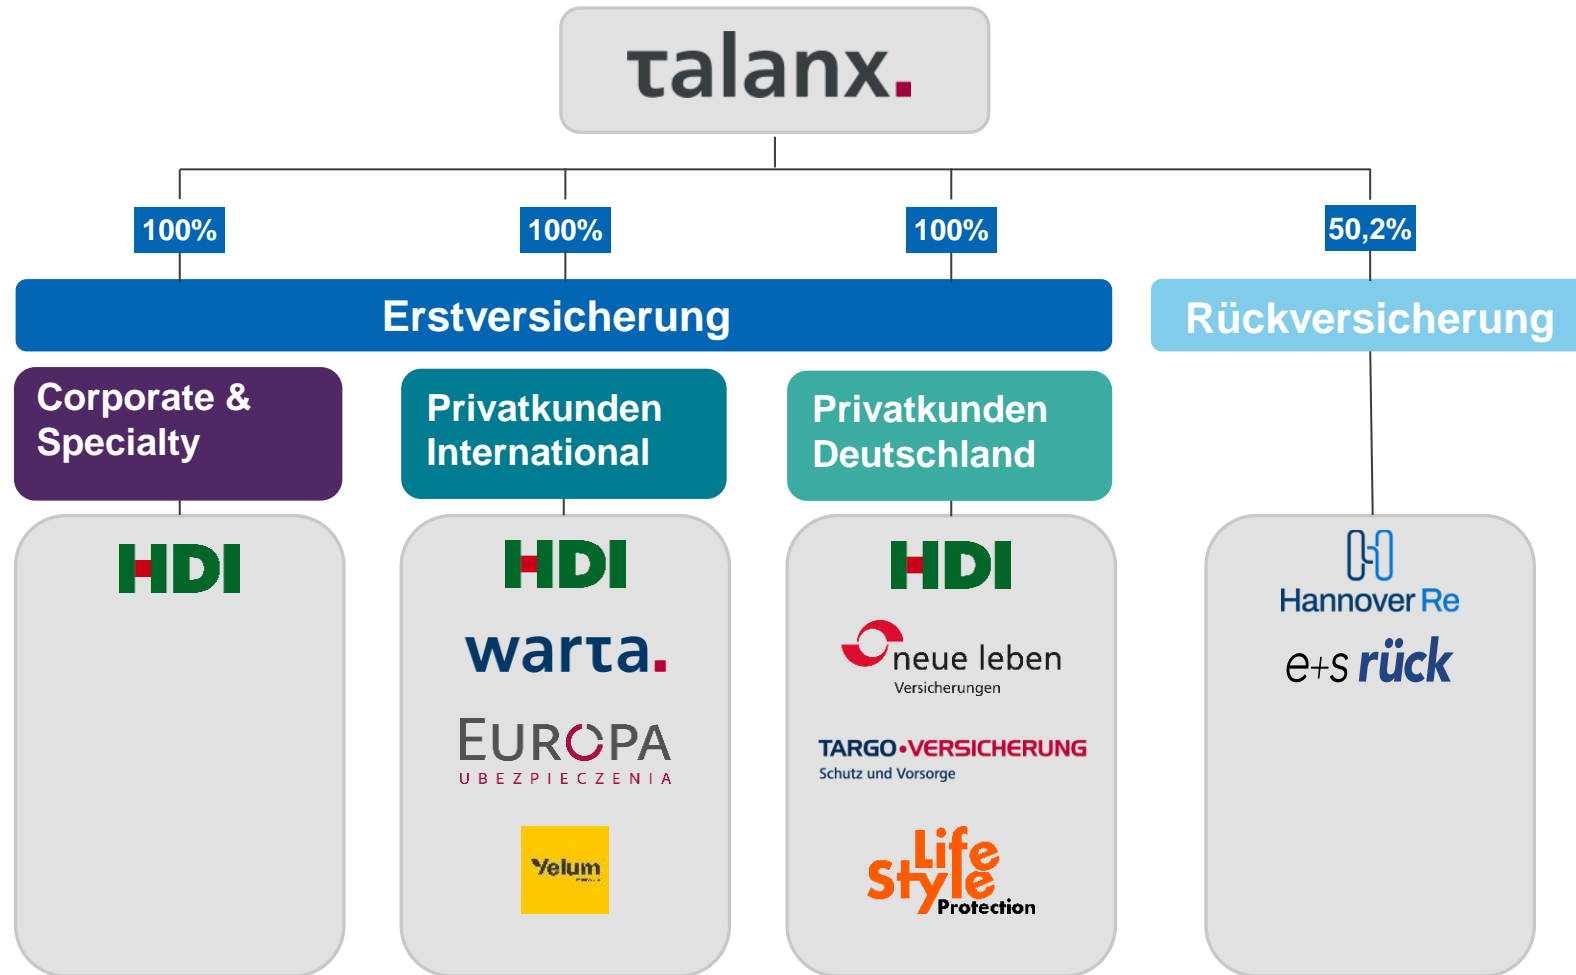 talanx.
100%
100%
100%
50,2%
Erstversicherung
Rückversicherung
Corporate &
Specialty
Privatkunden
International
Privatkunden
Deutschland
HDI
HDI
warta.
EUROPA
UBEZPIECZENIA
Yelum
HDI
neue leben
Versicherungen
TARGO•VERSICHERUNG
Schutz und Vorsorge
Life
Style
Protection
Hannover Re
e+s rück